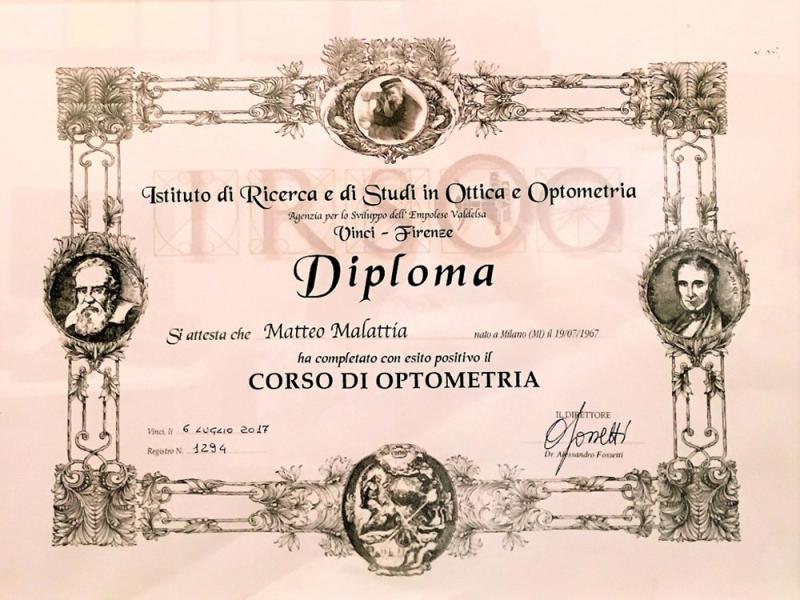 IRSOO
Istituto di Ricerca e di Studi in Ottica e Optometria
Agenzia per lo Sviluppo dell' Empolese Valdelsa
Vinci - Firenze
Diploma
Si attesta che Matteo Malattia nato a Milano (MI) il 19/07/1967
ha completato con esito positivo il
CORSO DI OPTOMETRIA
Vinci, lì 6 LUGLIO 2017
Registro N. 1294
IL DIRETTORE
Dr. Alessandro Fossetti